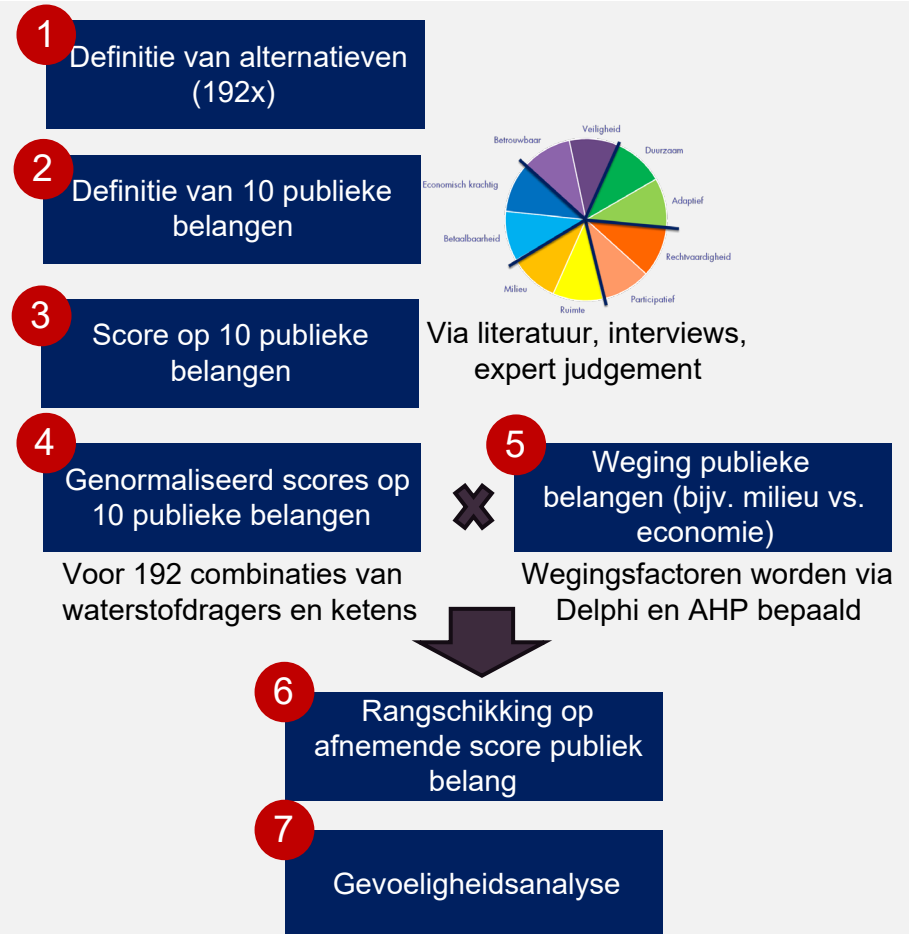 1
Definitie van alternatieven
(192x)
2
Definitie van 10 publieke
belangen
Veiligheid
Betrouwbaar
Duurzaam
Economisch krachtig
Adaptief
Betaalbaarheid
Rechtvaardigheid
Milieu
Participatief
Ruimte
3
Score op 10 publieke
belangen
Via literatuur, interviews,
expert judgement
4
Genormaliseerd scores op
10 publieke belangen
Voor 192 combinaties van
waterstofdragers en ketens
5
Weging publieke
belangen (bijv. milieu vs.
economie)
Wegingsfactoren worden via
Delphi en AHP bepaald
6
Rangschikking op
afnemende score publiek
belang
7
Gevoeligheidsanalyse